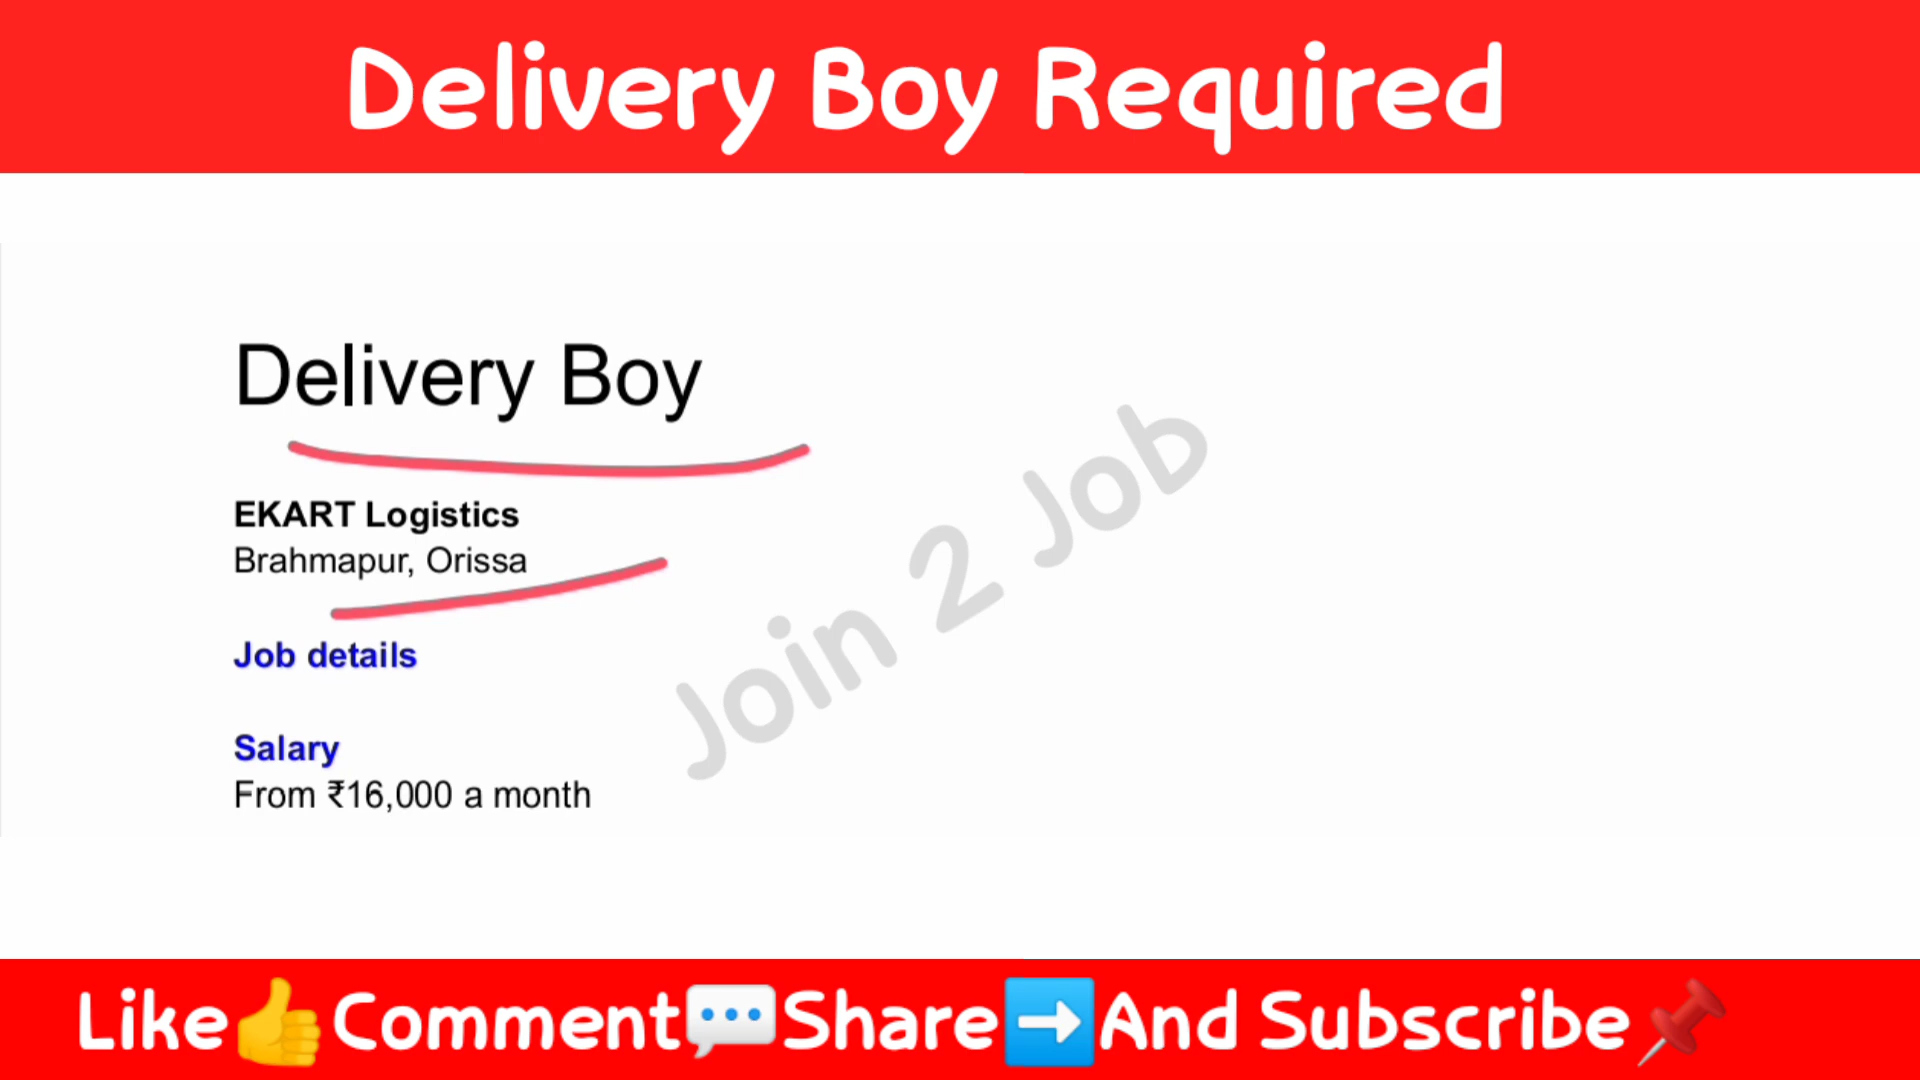 Delivery Boy Required
Delivery Boy
EKART Logistics
Brahmapur, Orissa
Job details
Salary
From ₹16,000 a month
Join 2 Job
Like👍Comment💬Share➡️And Subscribe📌